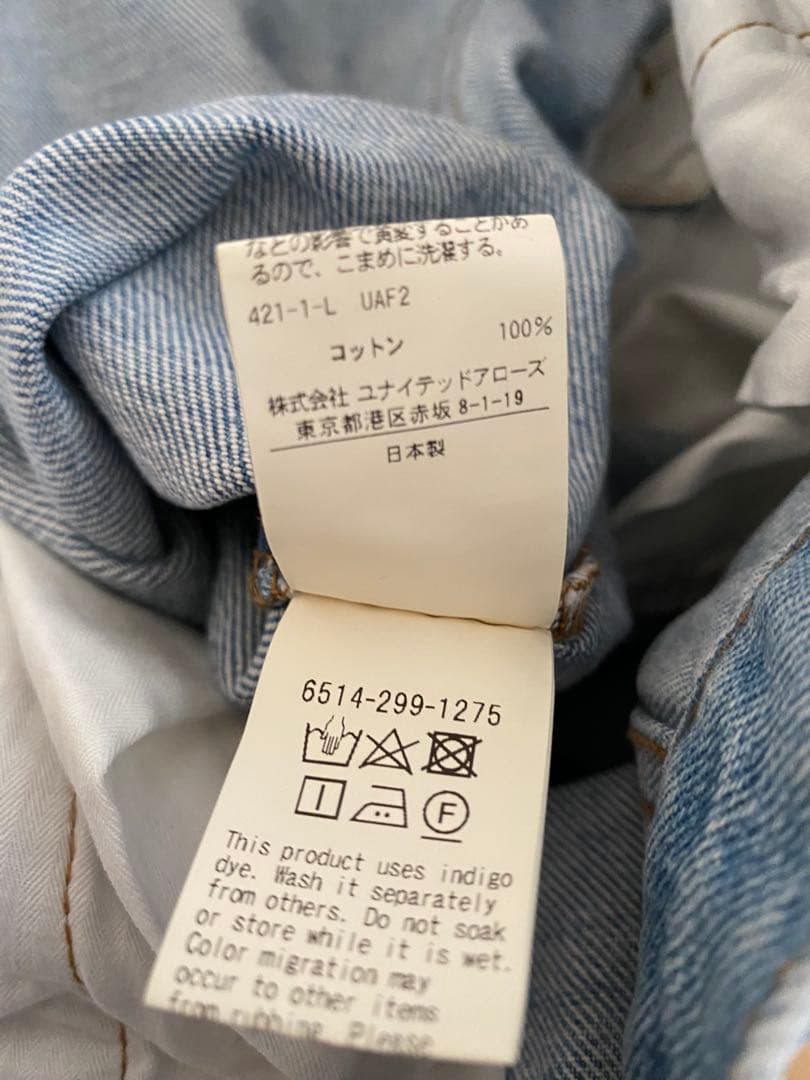 などの影響で黄変することがあ
るので、こまめに洗濯する。
421-1-L UAF2
コットン 100%
株式会社 ユナイテッドアローズ
東京都港区赤坂 8-1-19
日本製
6514-299-1275
F
This product uses indigo
dye. Wash it separately
from others. Do not soak
or store while it is wet.
Color migration may
occur to other items
from rubbing. Please